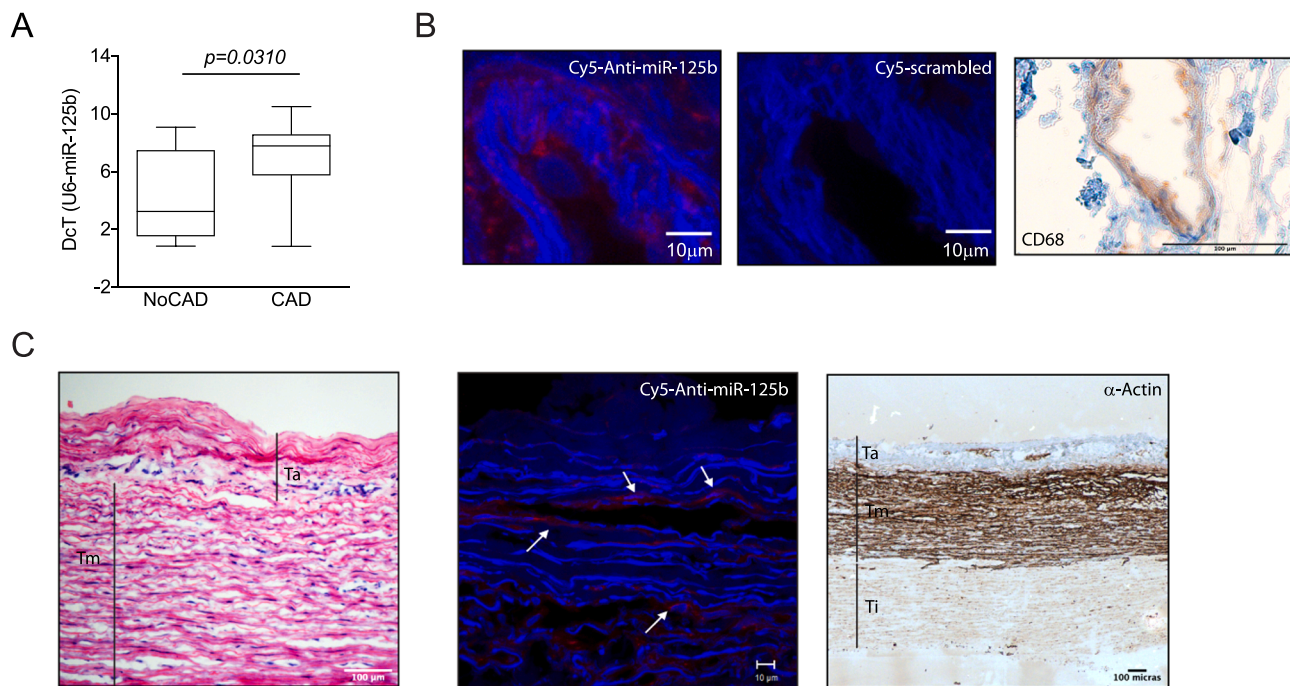 A
p=0.0310
14
10
6
2
-2
DcT (U6-miR-125b)
NoCAD
CAD
B
Cy5-Anti-miR-125b
10μm
Cy5-scrambled
10μm
CD68
100 μm
C
Ta
Tm
100 μm
Cy5-Anti-miR-125b
10 μm
α-Actin
Ta
Tm
Ti
100 micras